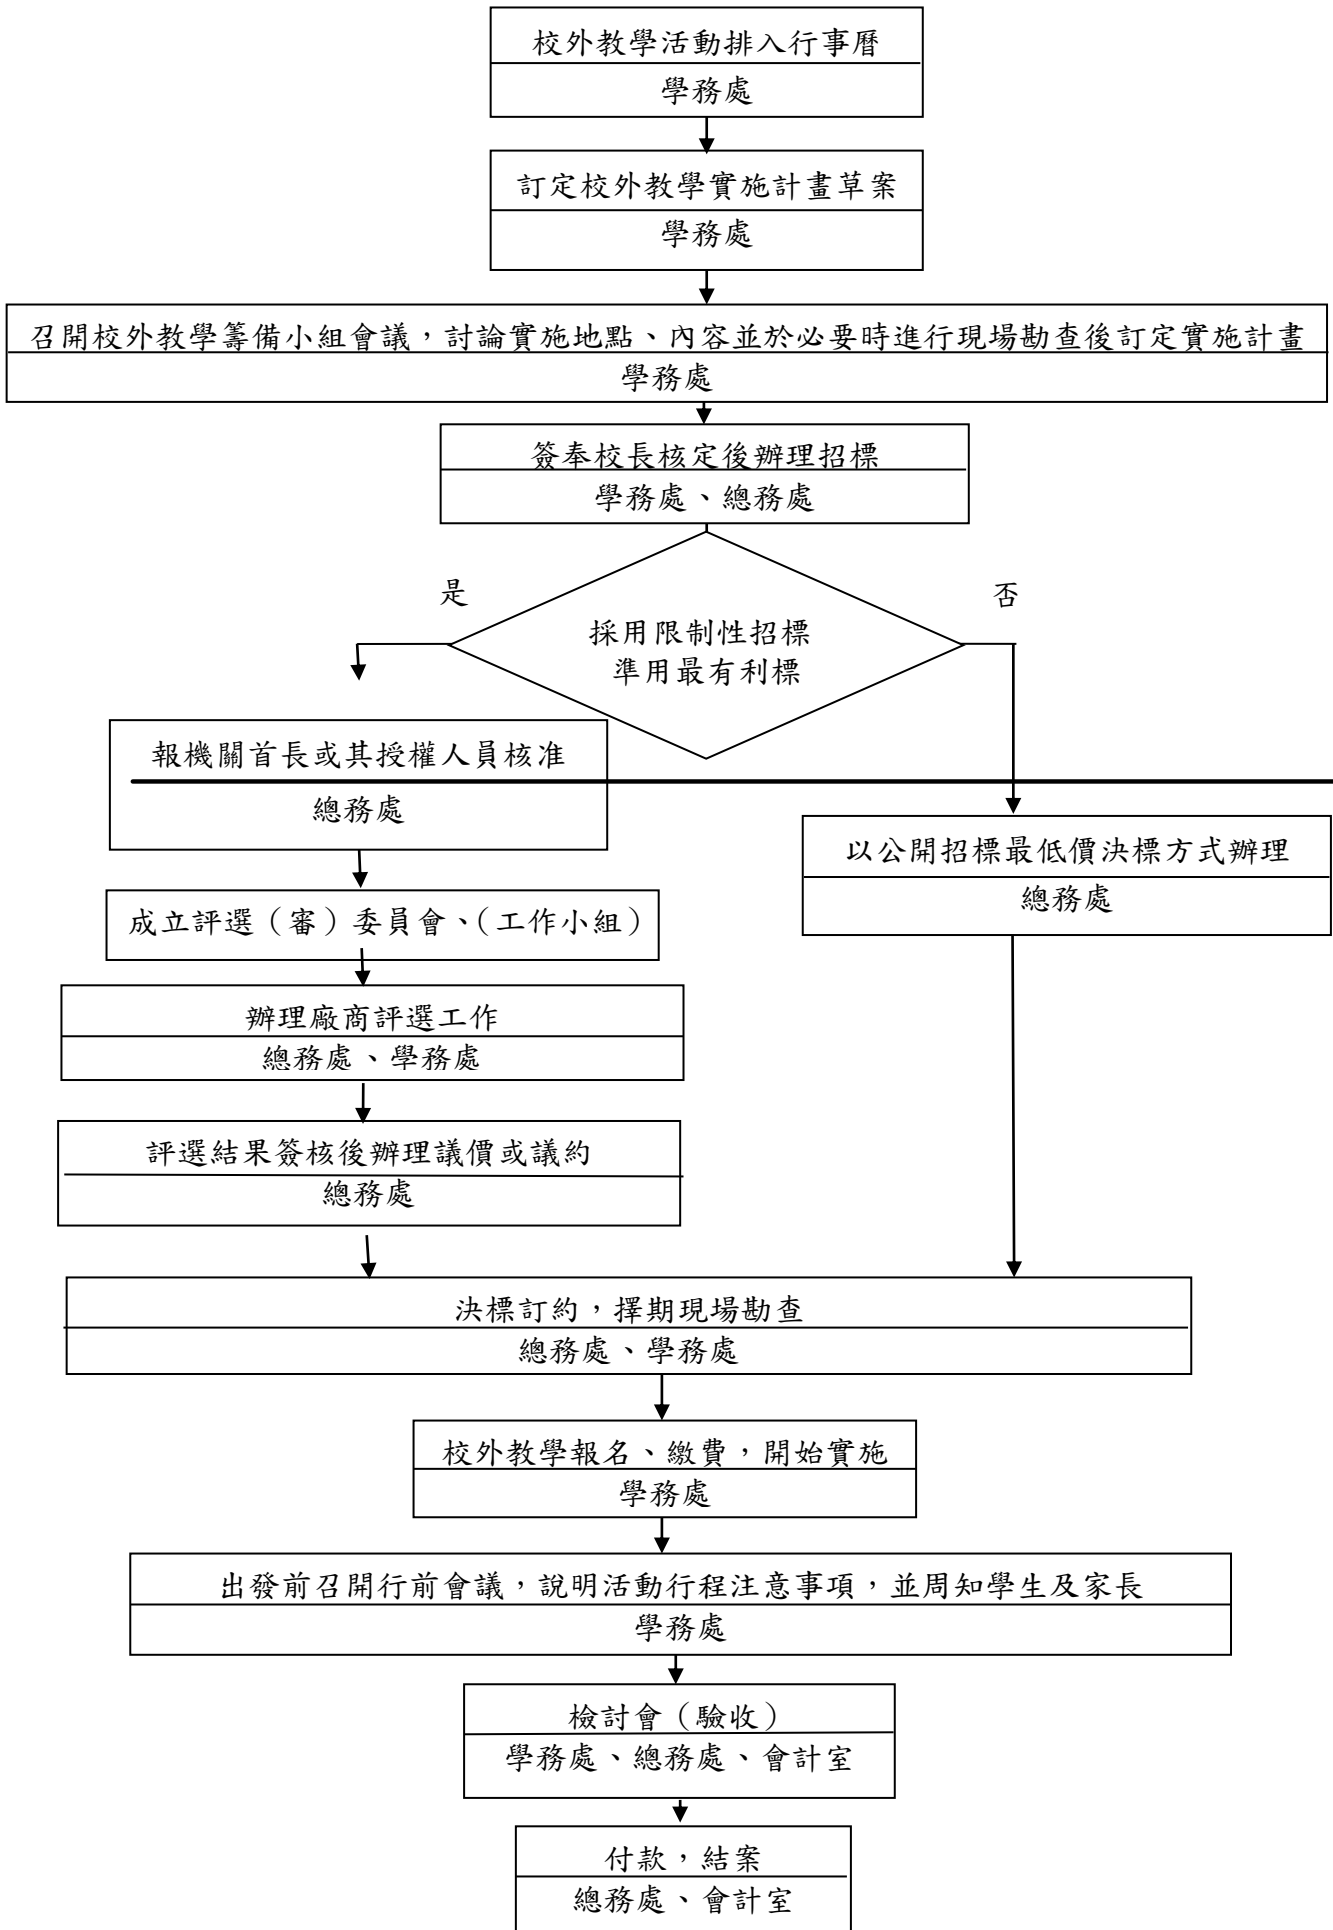 校外教學活動排入行事曆
學務處
訂定校外教學實施計畫草案
學務處
召開校外教學籌備小組會議，討論實施地點、內容並於必要時進行現場勘查後訂定實施計畫
學務處
簽奉校長核定後辦理招標
學務處、總務處
是
否
採用限制性招標
準用最有利標
報機關首長或其授權人員核准
總務處
以公開招標最低價決標方式辦理
總務處
成立評選（審）委員會、（工作小組）
辦理廠商評選工作
總務處、學務處
評選結果簽核後辦理議價或議約
總務處
決標訂約，擇期現場勘查
總務處、學務處
校外教學報名、繳費，開始實施
學務處
出發前召開行前會議，說明活動行程注意事項，並周知學生及家長
學務處
檢討會（驗收）
學務處、總務處、會計室
付款，結案
總務處、會計室